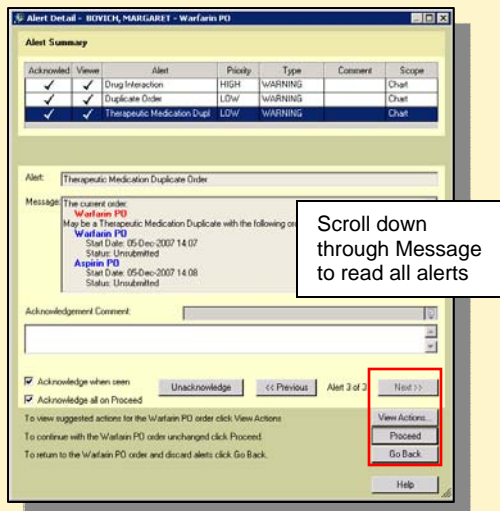 Alert Detail - BOVICH, MARGARET - Warfarin PO
Alert Summary
Acknowled Viewe Alert Priority Type Comment Scope
Drug Interaction HIGH WARNING Chart
Duplicate Order LOW WARNING Chart
Therapeutic Medication Dupl LOW WARNING Chart
Alert: Therapeutic Medication Duplicate Order
Message: The current order:
Warfarin PO
May be a Therapeutic Medication Duplicate with the following
Warfarin PO
Start Date: 05-Dec-2007 14:07
Status: Unsubmitted
Aspirin PO
Start Date: 05-Dec-2007 14:08
Status: Unsubmitted
Scroll down
through Message
to read all alerts
Acknowledgement Comment:
Acknowledge when seen Unacknowledge << Previous Alert 3 of 3 Next >>
Acknowledge all on Proceed
To view suggested actions for the Warfarin PO order click View Actions View Actions...
To continue with the Warfarin PO order unchanged click Proceed. Proceed
To return to the Warfarin PO order and discard alerts click Go Back. Go Back
Help